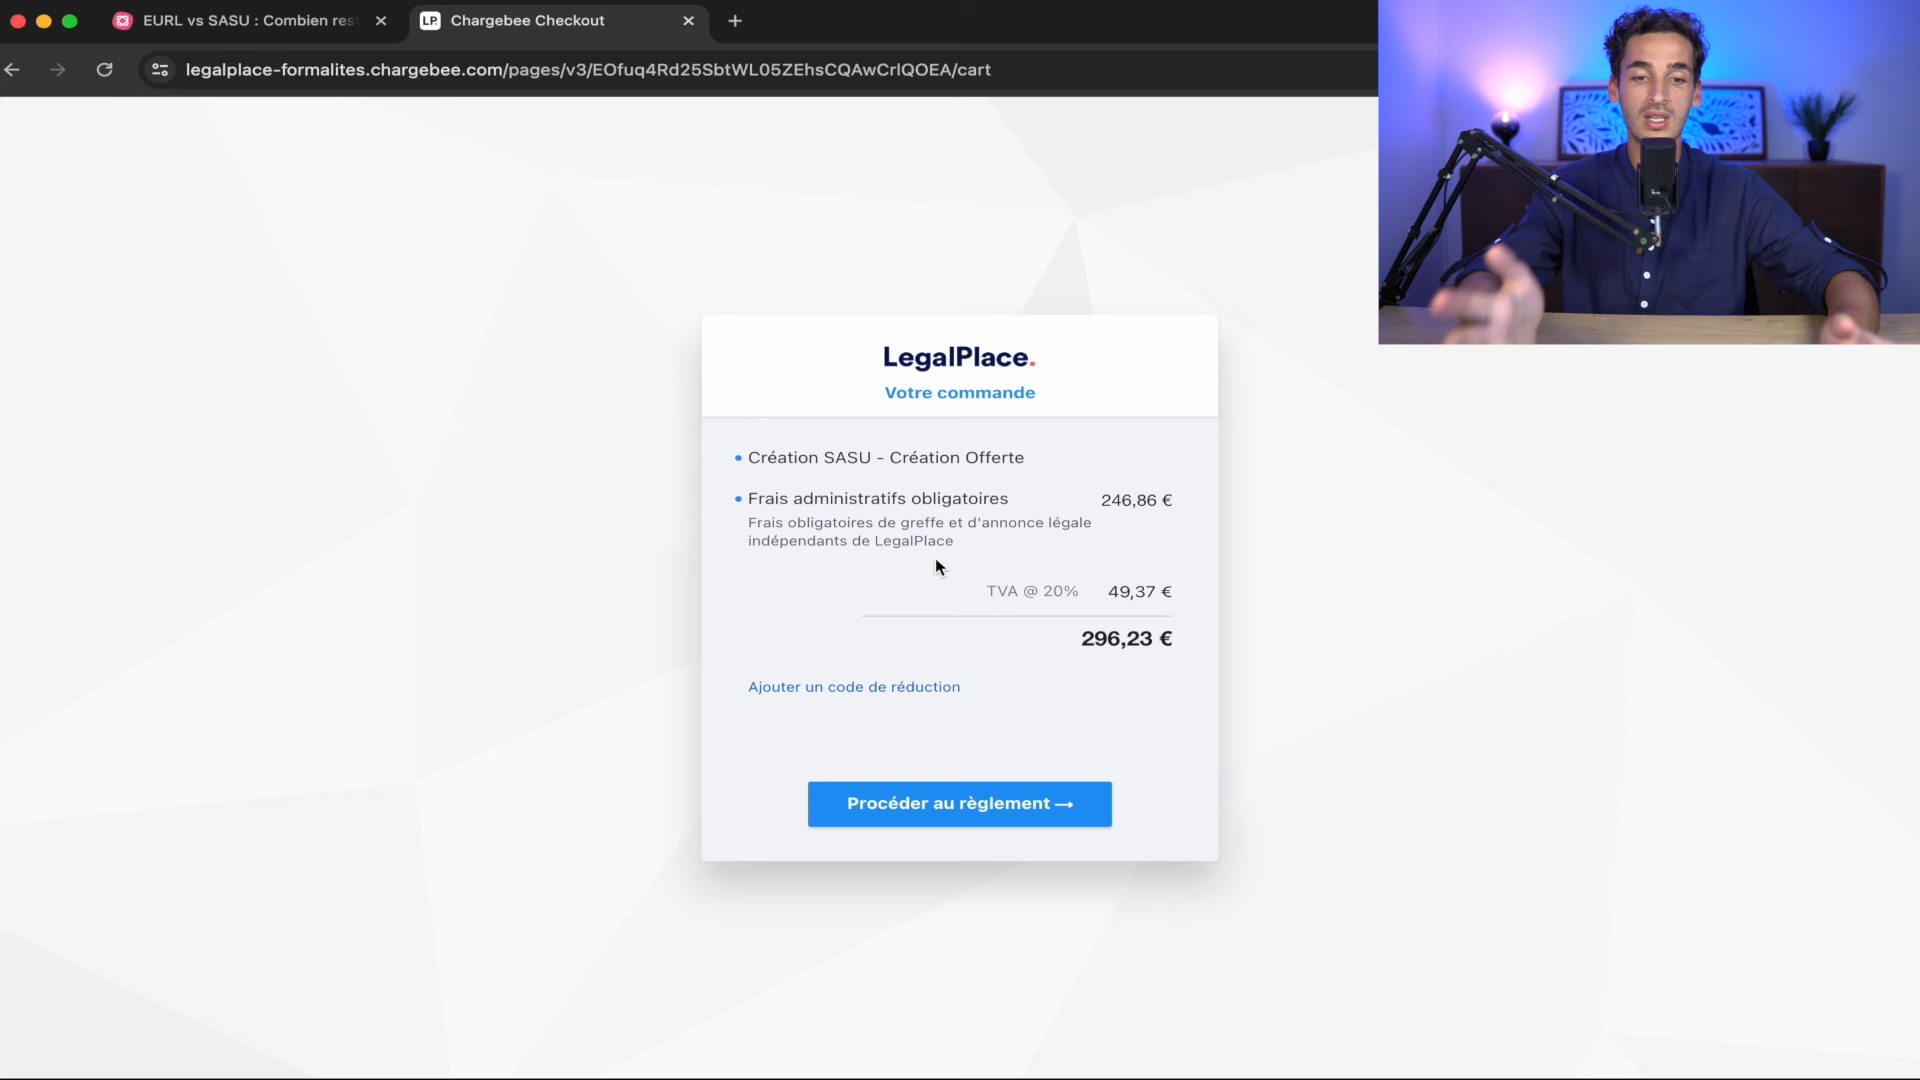 EURL vs SASU : Combien res
Chargebee Checkout
legalplace-formalites.chargebee.com/pages/v3/EOfuq4Rd25SbtWL05ZEhsCQAwCrIQOEA/cart
LegalPlace.
Votre commande
Création SASU - Création Offerte
Frais administratifs obligatoires 246,86 €
Frais obligatoires de greffe et d'annonce légale
indépendants de LegalPlace
TVA @ 20% 49,37 €
296,23 €
Ajouter un code de réduction
Procéder au règlement →